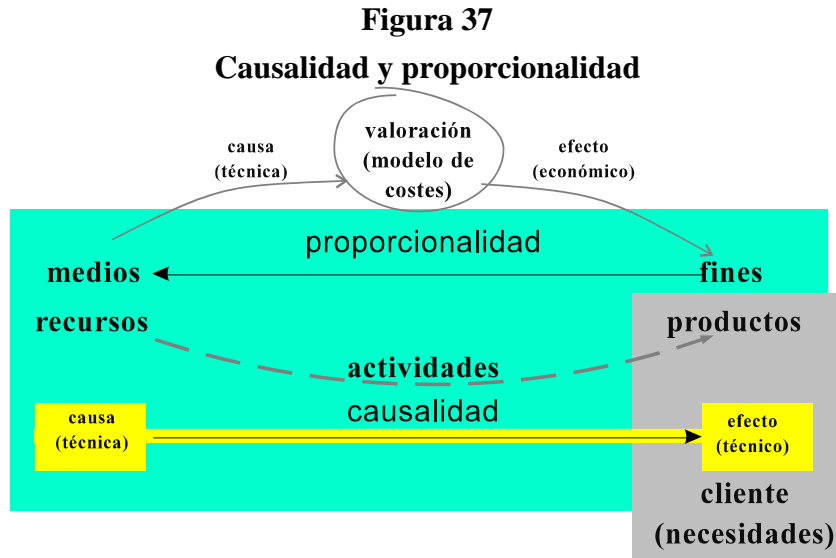 Figura 37
Causalidad y proporcionalidad
causa
(técnica)
valoración
(modelo de
costes)
efecto
(económico)
proporcionalidad
medios
fines
recursos
productos
actividades
causalidad
causa
(técnica)
efecto
(técnico)
cliente
(necesidades)